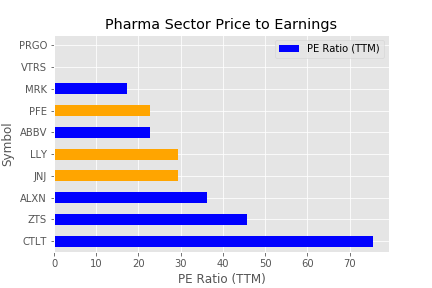 Pharma Sector Price to Earnings
PE Ratio (TTM)
PRGO
VTRS
MRK
PFE
ABBV
LLY
JNJ
ALXN
ZTS
CTLT
Symbol
0 10 20 30 40 50 60 70
PE Ratio (TTM)